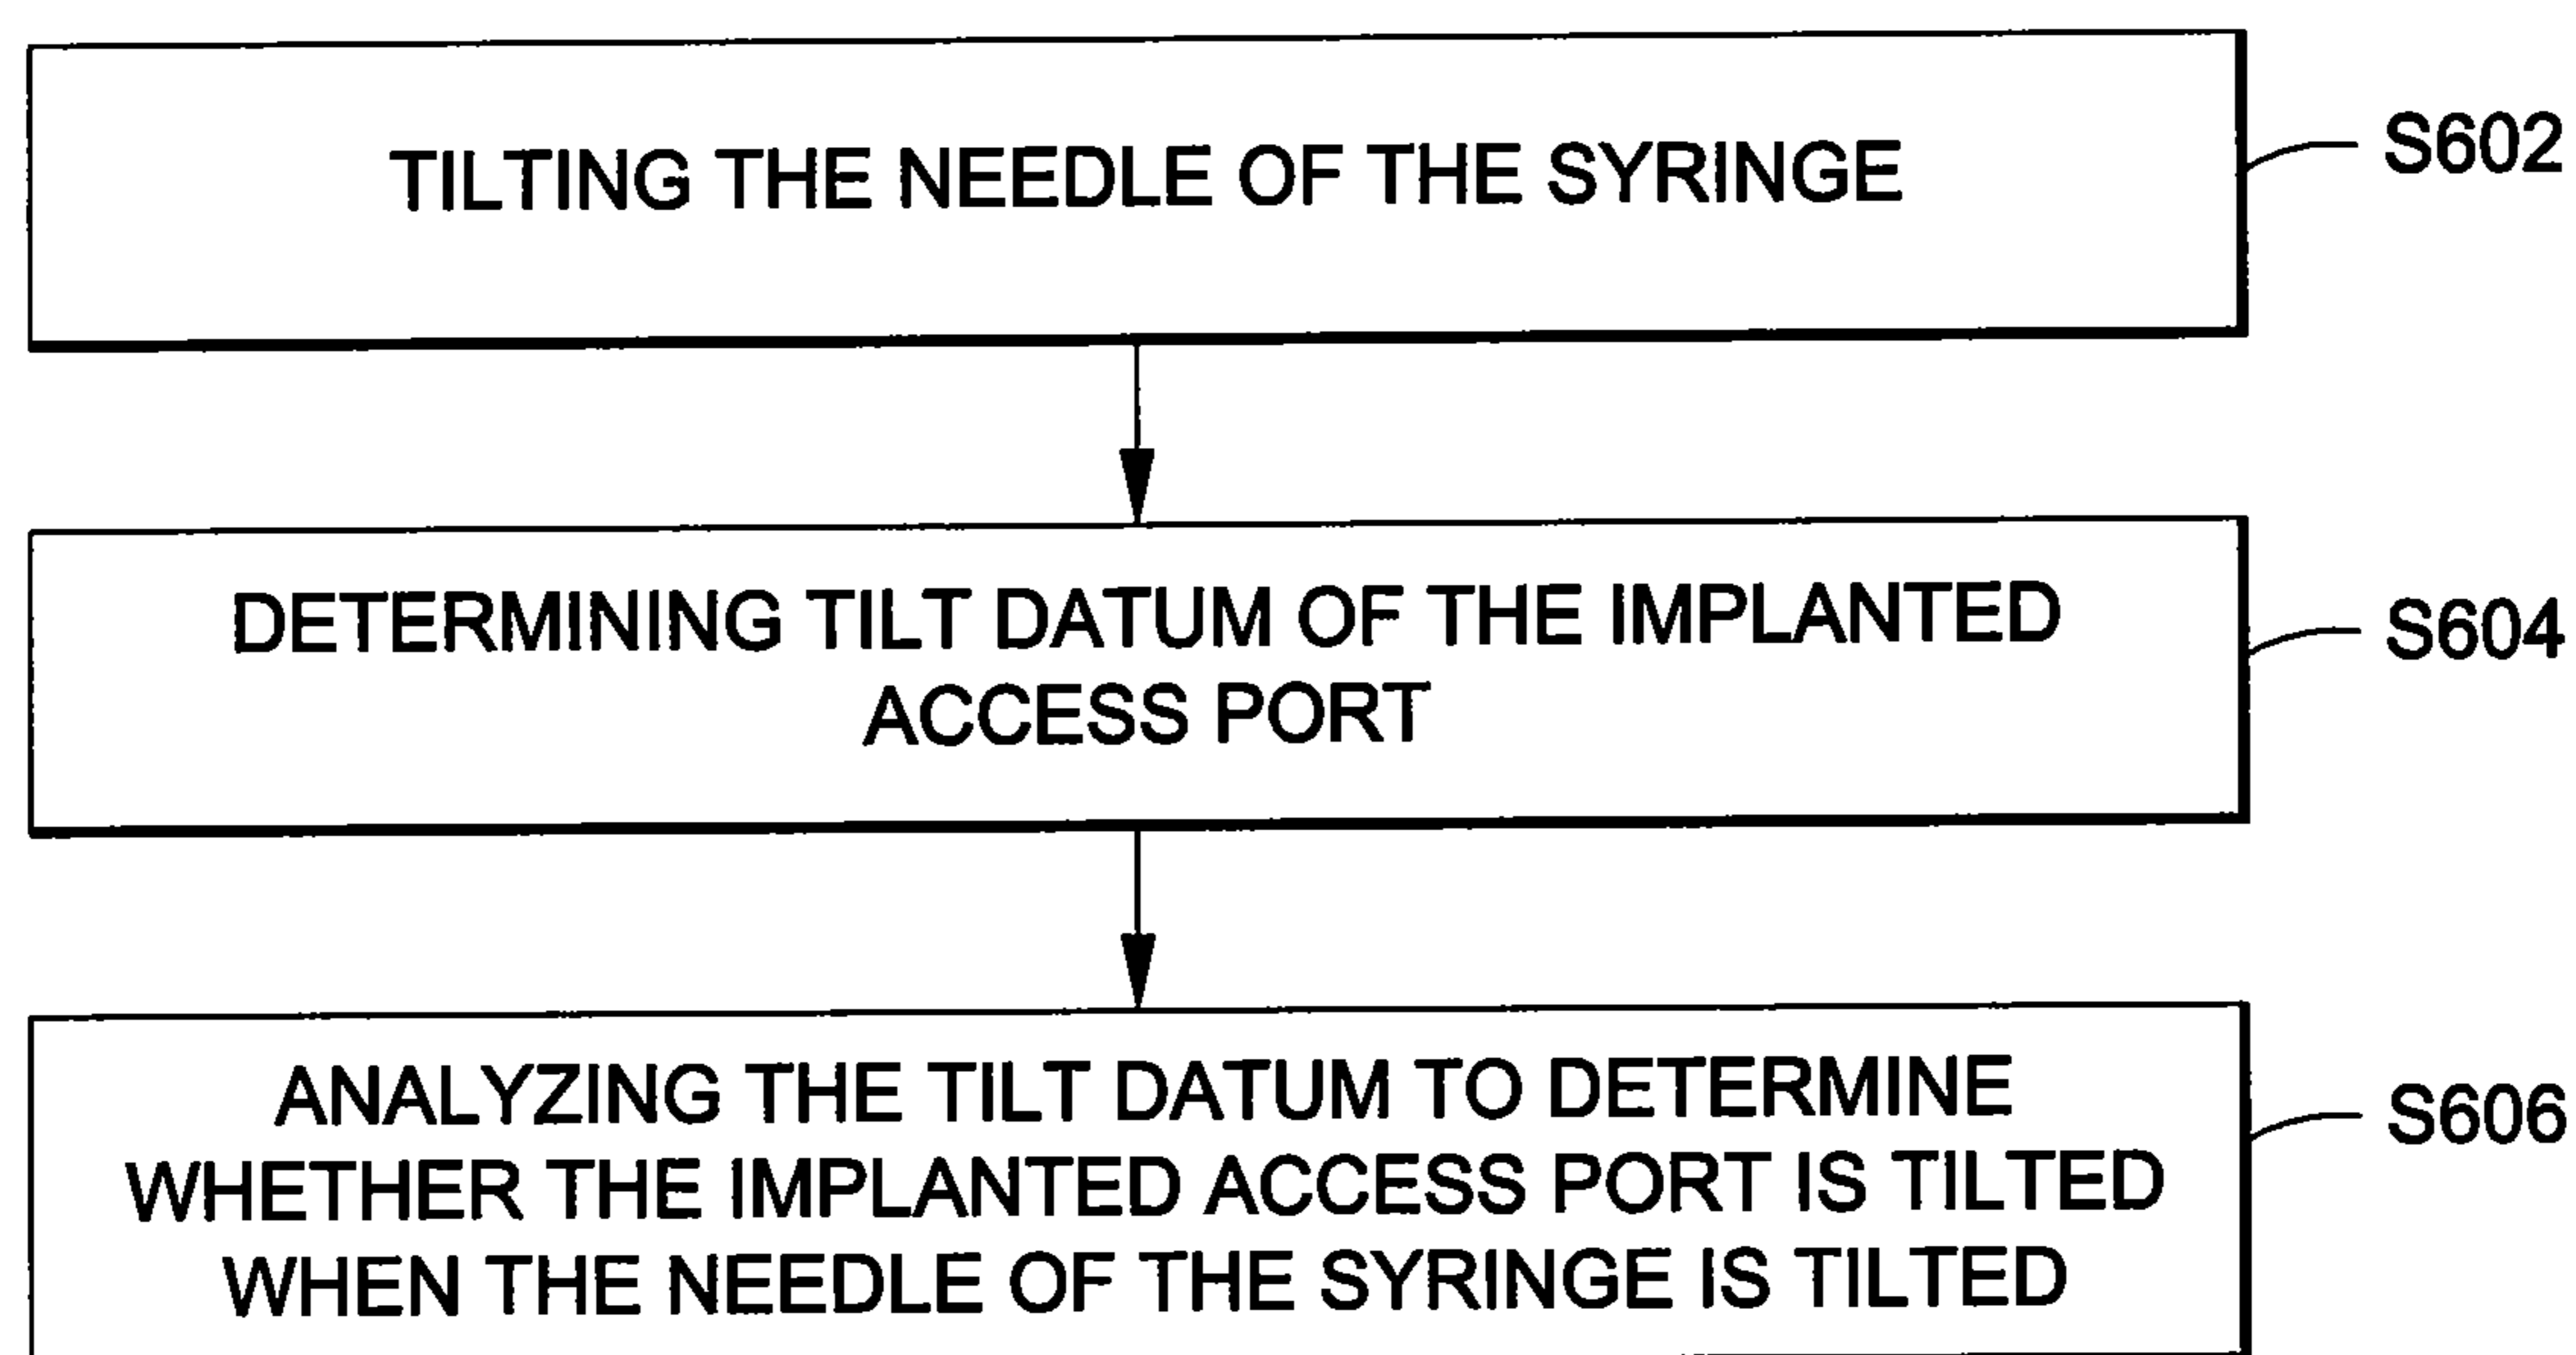 TILTING THE NEEDLE OF THE SYRINGE
S602
DETERMINING TILT DATUM OF THE IMPLANTED
ACCESS PORT
S604
ANALYZING THE TILT DATUM TO DETERMINE
WHETHER THE IMPLANTED ACCESS PORT IS TILTED
WHEN THE NEEDLE OF THE SYRINGE IS TILTED
S606